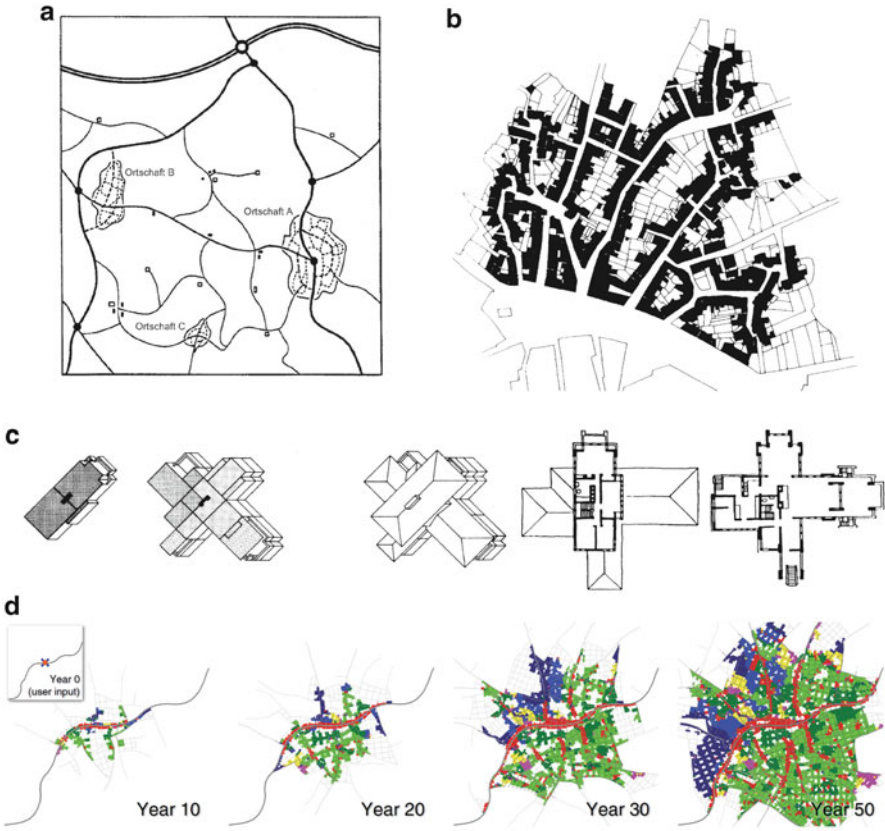 a
b
Ortschaft B
Ortschaft A
Ortschaft C
c
d
Year 0
(user input)
Year 10
Year 20
Year 30
Year 50